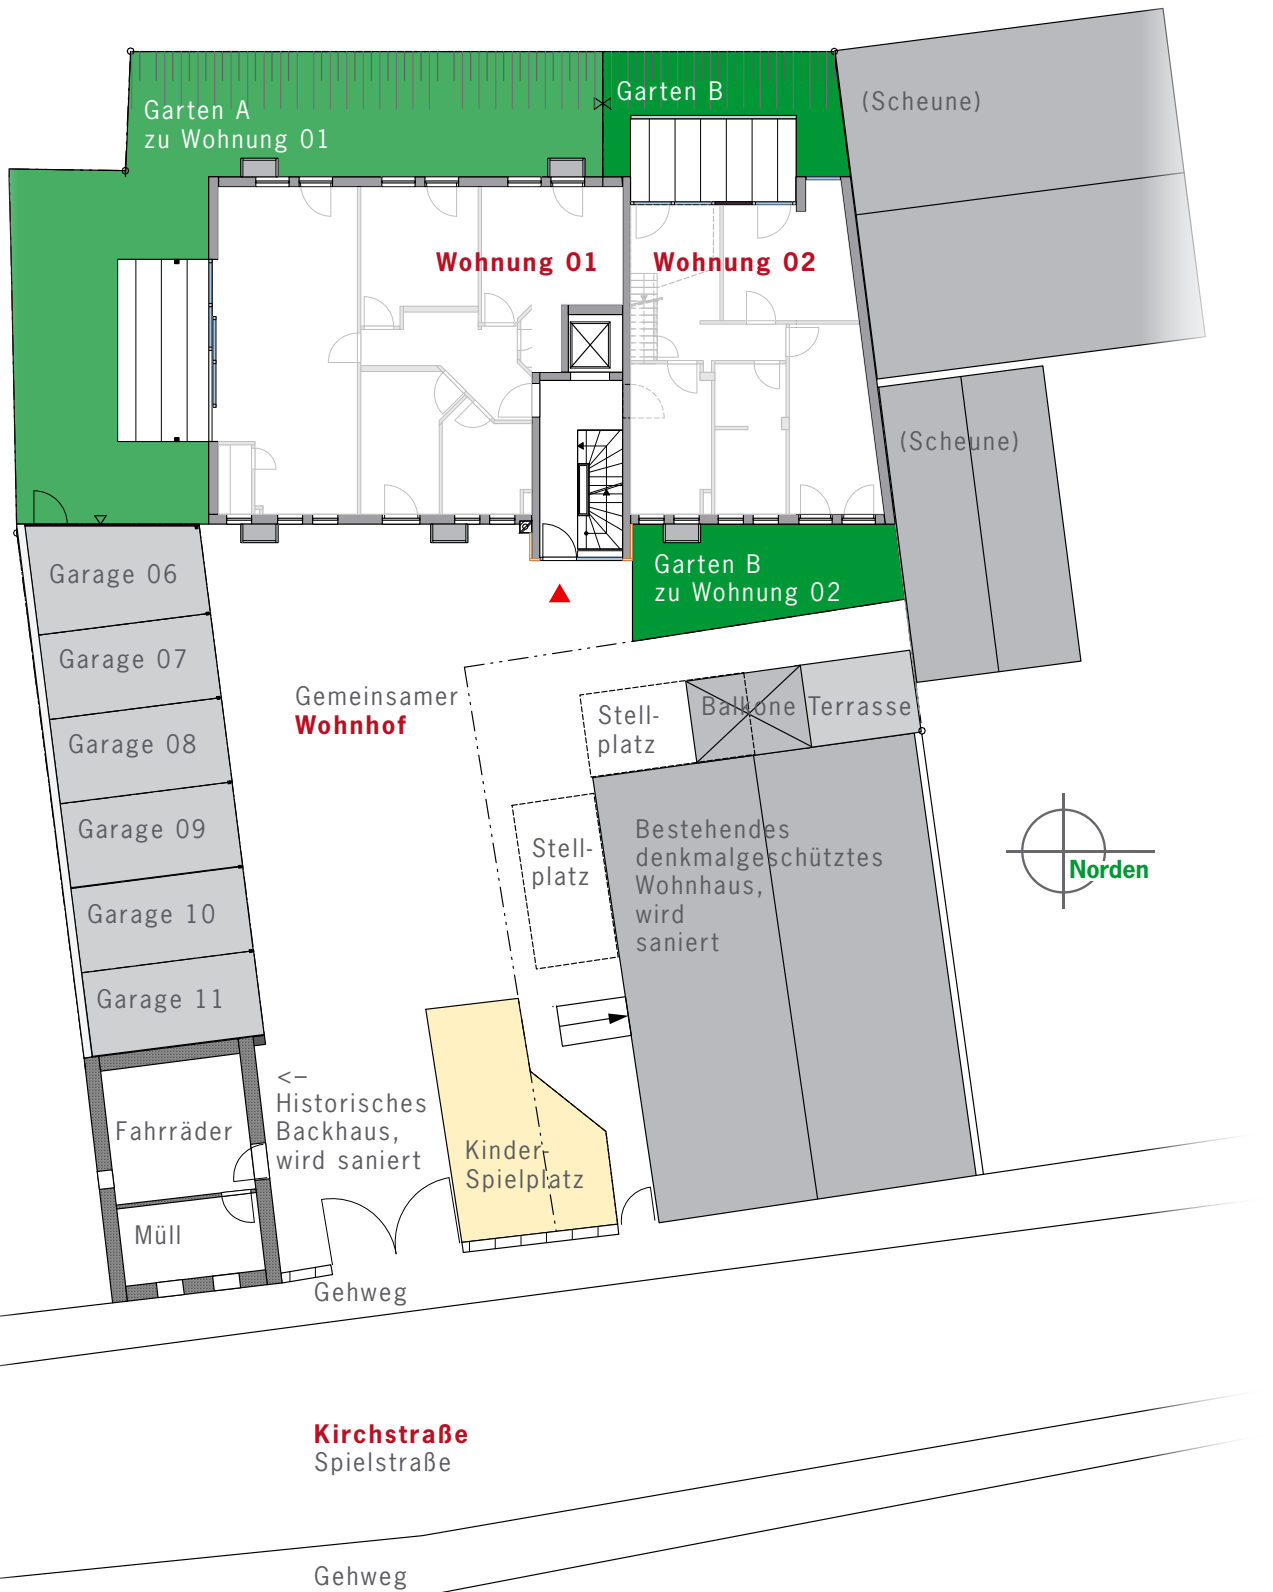 Garten B
(Scheune)
Garten A
zu Wohnung 01
Wohnung 01
Wohnung 02
(Scheune)
Garage 06
Garten B
zu Wohnung 02
Garage 07
Gemeinsamer
Wohnhof
Stell-
platz
Balkone
Terrasse
Garage 08
Garage 09
Stell-
platz
Bestehendes
denkmalgeschütztes
Wohnhaus,
wird
saniert
Norden
Garage 10
Garage 11
<–
Historisches
Backhaus,
wird saniert
Fahrräder
Kinder-
Spielplatz
Müll
Gehweg
Kirchstraße
Spielstraße
Gehweg